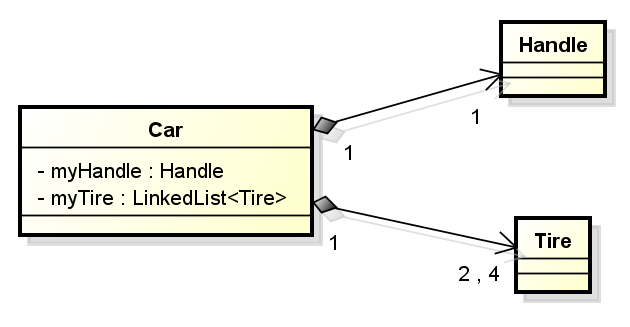 Handle
1
Car
- myHandle : Handle
- myTire : LinkedList<Tire>
1
1
Tire
2 , 4